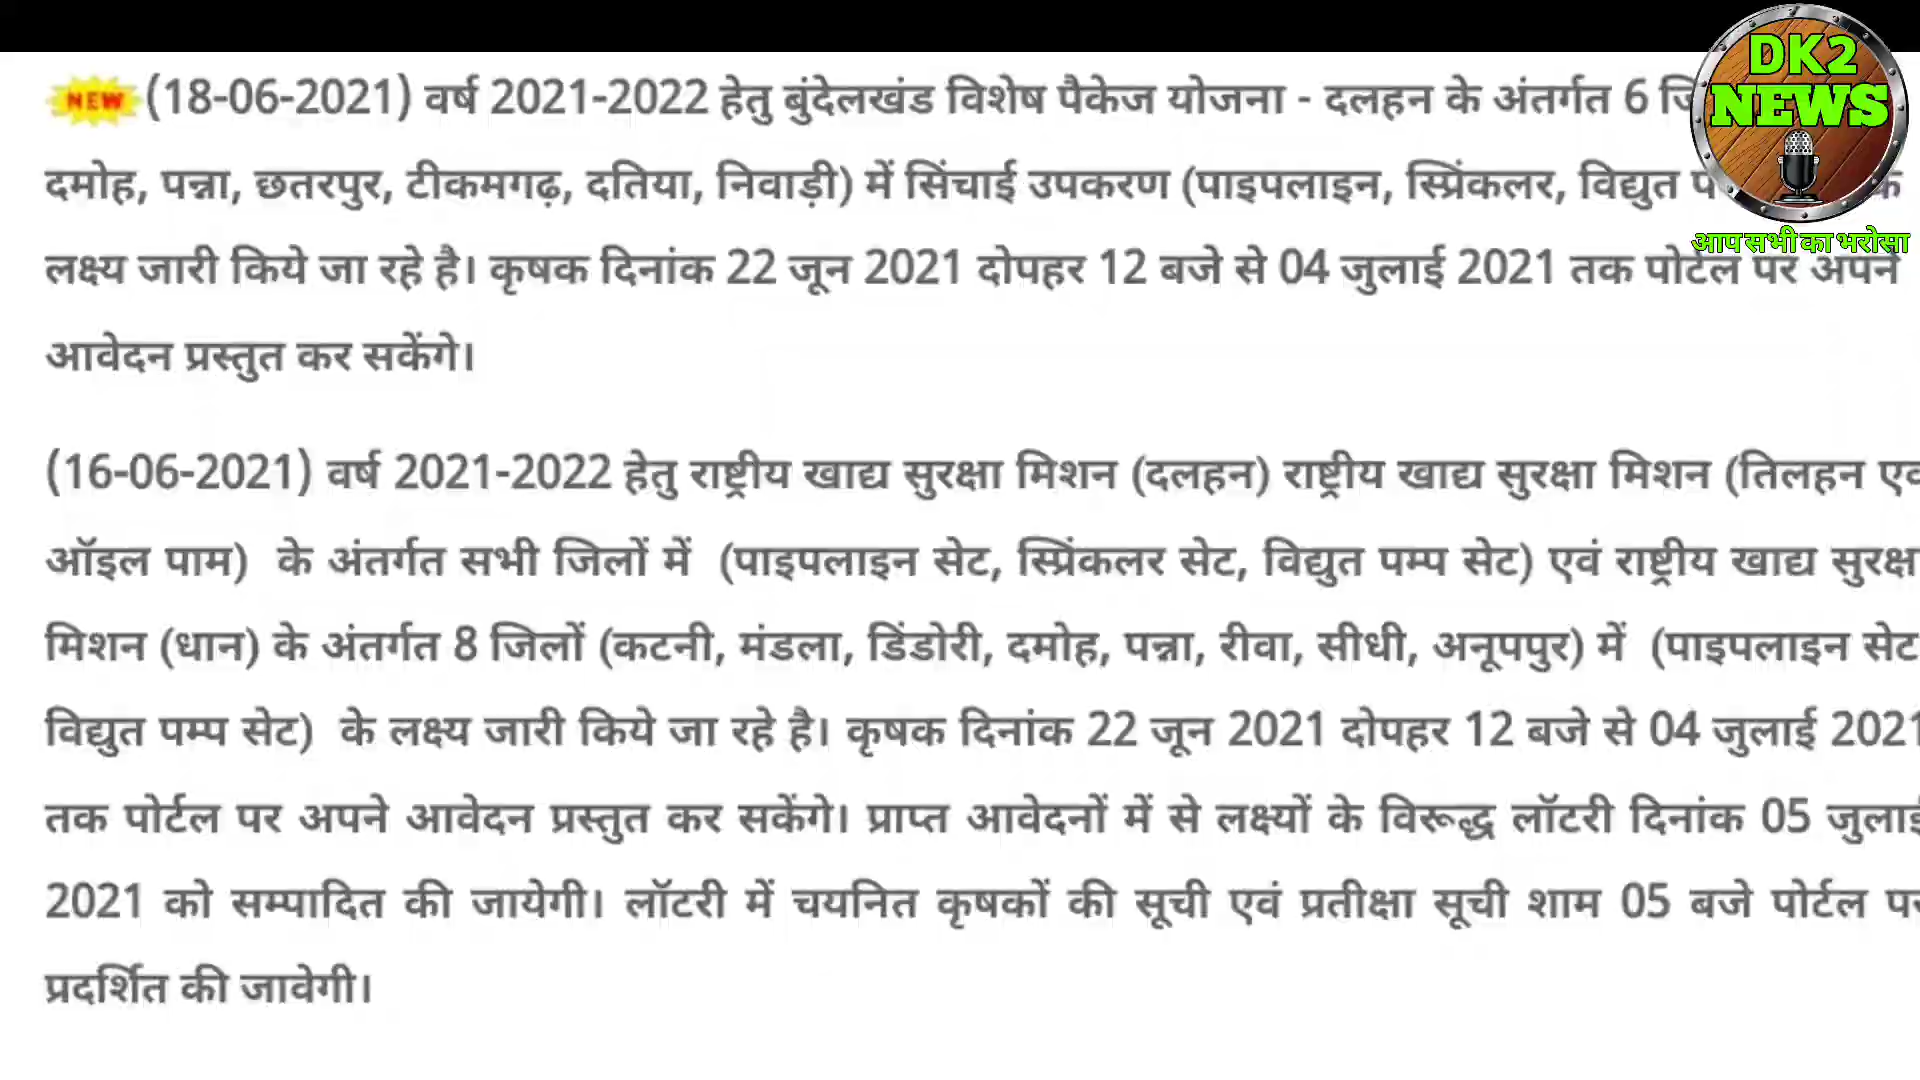 NEW (18-06-2021) वर्ष 2021-2022 हेतु बुंदेलखंड विशेष पैकेज योजना - दलहन के अंतर्गत 6
दमोह, पन्ना, छतरपुर, टीकमगढ़, दतिया, निवाड़ी) में सिंचाई उपकरण (पाइपलाइन, स्प्रिंकलर, विद्युत
लक्ष्य जारी किये जा रहे है। कृषक दिनांक 22 जून 2021 दोपहर 12 बजे से 04 जुलाई 2021 तक पोर्टल पर अपने
आवेदन प्रस्तुत कर सकेंगे।
(16-06-2021) वर्ष 2021-2022 हेतु राष्ट्रीय खाद्य सुरक्षा मिशन (दलहन) राष्ट्रीय खाद्य सुरक्षा मिशन (तिलहन एव
ऑइल पाम) के अंतर्गत सभी जिलों में (पाइपलाइन सेट, स्प्रिंकलर सेट, विद्युत पम्प सेट) एवं राष्ट्रीय खाद्य सुरक्षा
मिशन (धान) के अंतर्गत 8 जिलों (कटनी, मंडला, डिंडोरी, दमोह, पन्ना, रीवा, सीधी, अनूपपुर) में (पाइपलाइन सेट
विद्युत पम्प सेट) के लक्ष्य जारी किये जा रहे है। कृषक दिनांक 22 जून 2021 दोपहर 12 बजे से 04 जुलाई 2021
तक पोर्टल पर अपने आवेदन प्रस्तुत कर सकेंगे। प्राप्त आवेदनों में से लक्ष्यों के विरूद्ध लॉटरी दिनांक 05 जुलाई
2021 को सम्पादित की जायेगी। लॉटरी में चयनित कृषकों की सूची एवं प्रतीक्षा सूची शाम 05 बजे पोर्टल पर
प्रदर्शित की जावेगी।
DK2
NEWS
आप सभी का भरोसा